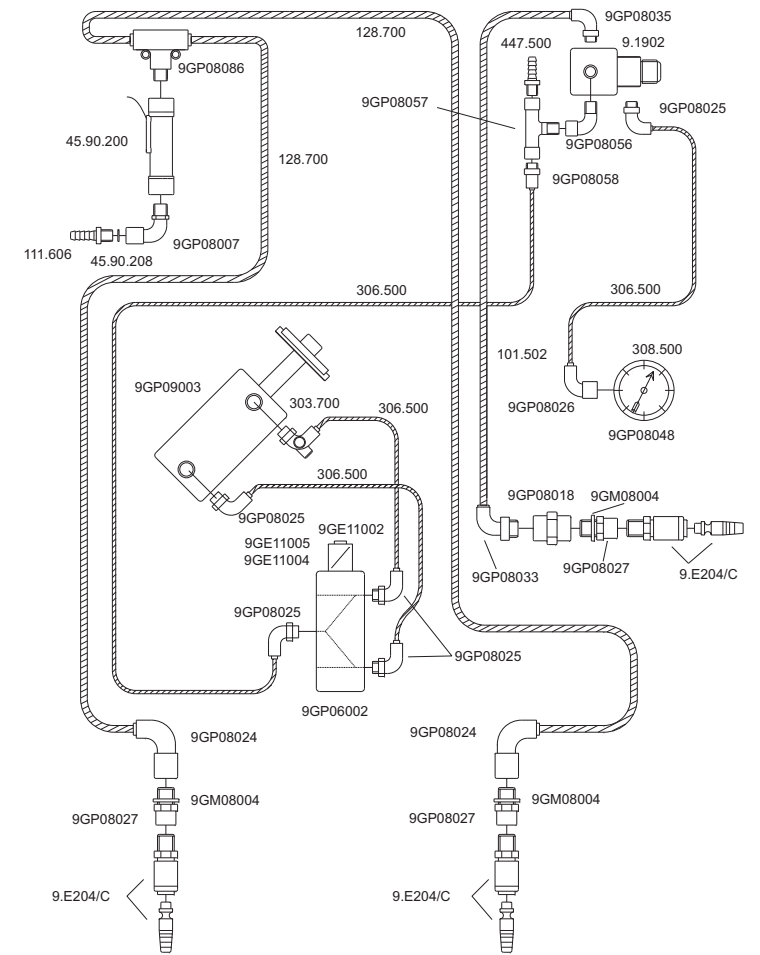 9GP08035
128.700
447.500
9.1902
9GP08086
9GP08057
9GP08025
45.90.200
128.700
9GP08056
9GP08058
9GP08007
111.606
45.90.208
306.500
306.500
101.502
308.500
9GP09003
303.700
306.500
9GP08026
9GP08048
306.500
9GP08018
9GM08004
9GP08025
9GE11002
9GE11005
9GE11004
9GP08033
9GP08027
9.E204/C
9GP08025
9GP08025
9GP06002
9GP08024
9GP08024
9GM08004
9GM08004
9GP08027
9GP08027
9.E204/C
9.E204/C